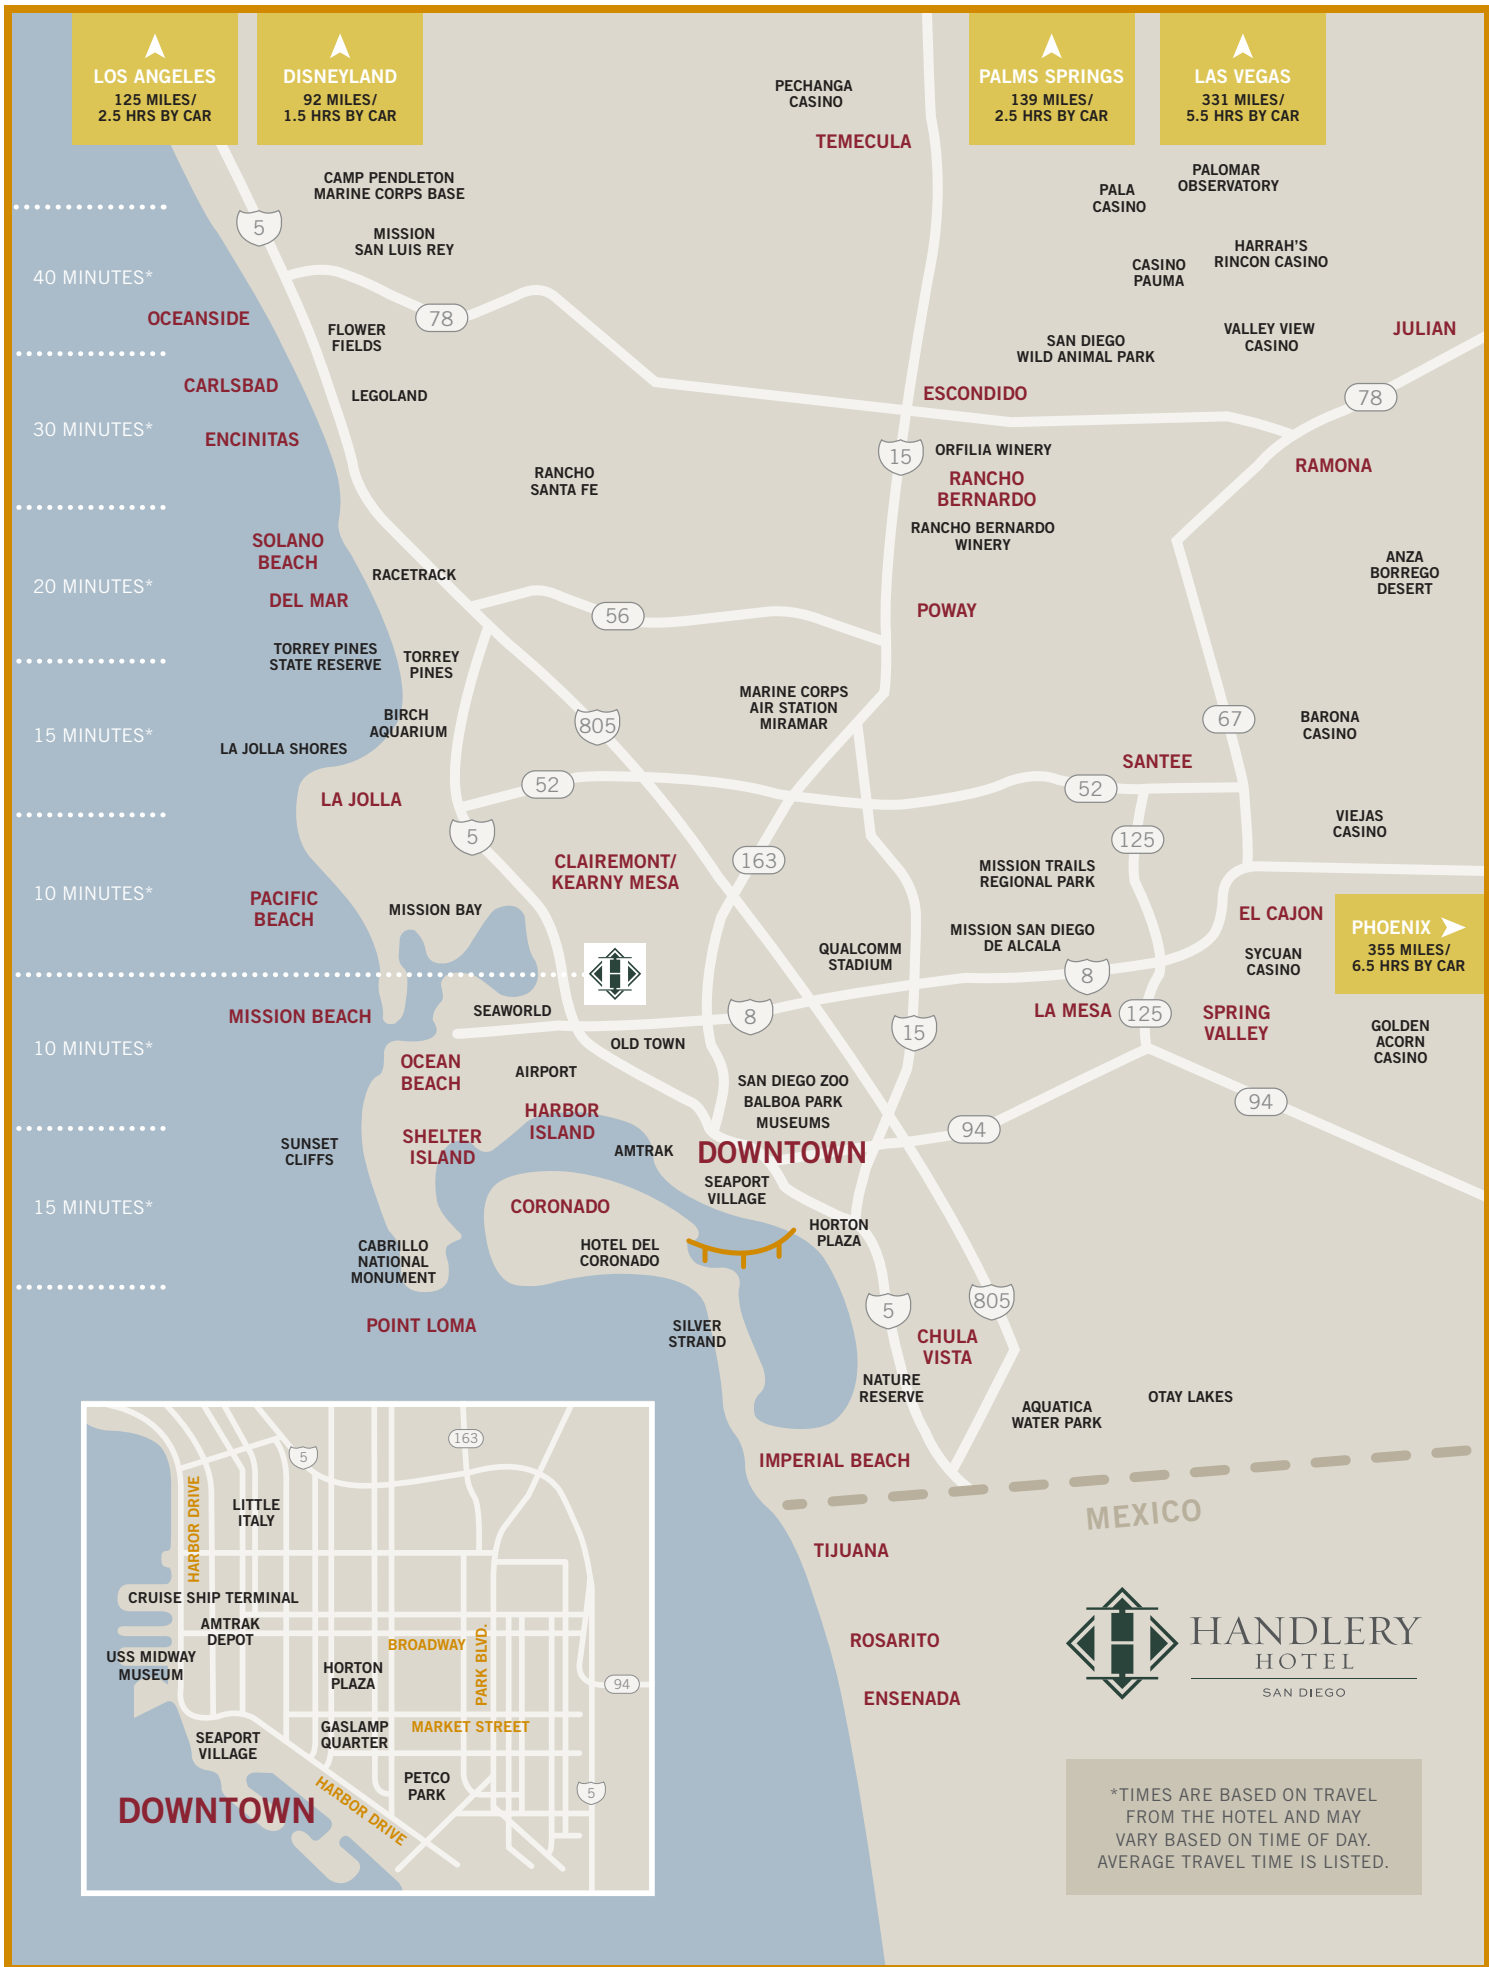 LOS ANGELES
125 MILES/
2.5 HRS BY CAR
DISNEYLAND
92 MILES/
1.5 HRS BY CAR
PALMS SPRINGS
139 MILES/
2.5 HRS BY CAR
LAS VEGAS
331 MILES/
5.5 HRS BY CAR
PECHANGA
CASINO
TEMECULA
CAMP PENDLETON
MARINE CORPS BASE
PALOMAR
OBSERVATORY
PALA
CASINO
5
MISSION
SAN LUIS REY
HARRAH'S
RINCON CASINO
CASINO
PAUMA
40 MINUTES*
OCEANSIDE
78
FLOWER
FIELDS
SAN DIEGO
WILD ANIMAL PARK
VALLEY VIEW
CASINO
JULIAN
CARLSBAD
LEGOLAND
ESCONDIDO
78
30 MINUTES*
ENCINITAS
15
ORFILIA WINERY
RANCHO
BERNARDO
RAMONA
RANCHO
SANTA FE
RANCHO BERNARDO
WINERY
SOLANO
BEACH
RACETRACK
ANZA
BORREGO
DESERT
20 MINUTES*
DEL MAR
56
POWAY
TORREY PINES
STATE RESERVE
TORREY
PINES
MARINE CORPS
AIR STATION
MIRAMAR
15 MINUTES*
BIRCH
AQUARIUM
805
67
BARONA
CASINO
LA JOLLA SHORES
SANTEE
LA JOLLA
52
52
VIEJAS
CASINO
5
125
CLAIREMONT/
KEARNY MESA
163
MISSION TRAILS
REGIONAL PARK
10 MINUTES*
PACIFIC
BEACH
MISSION BAY
EL CAJON
PHOENIX
355 MILES/
6.5 HRS BY CAR
QUALCOMM
STADIUM
MISSION SAN DIEGO
DE ALCALA
SYCUAN
CASINO
8
MISSION BEACH
SEAWORLD
8
15
LA MESA
125
SPRING
VALLEY
GOLDEN
ACORN
CASINO
10 MINUTES*
OLD TOWN
OCEAN
BEACH
AIRPORT
SAN DIEGO ZOO
BALBOA PARK
MUSEUMS
94
HARBOR
ISLAND
94
SUNSET
CLIFFS
SHELTER
ISLAND
AMTRAK
DOWNTOWN
SEAPORT
VILLAGE
15 MINUTES*
CORONADO
HORTON
PLAZA
CABRILLO
NATIONAL
MONUMENT
HOTEL DEL
CORONADO
POINT LOMA
SILVER
STRAND
5
805
CHULA
VISTA
NATURE
RESERVE
AQUATICA
WATER PARK
OTAY LAKES
IMPERIAL BEACH
MEXICO
TIJUANA
ROSARITO
ENSENADA
5
163
HARBOR DRIVE
LITTLE
ITALY
CRUISE SHIP TERMINAL
AMTRAK
DEPOT
USS MIDWAY
MUSEUM
BROADWAY
PARK BLVD.
HORTON
PLAZA
94
SEAPORT
VILLAGE
GASLAMP
QUARTER
MARKET STREET
PETCO
PARK
5
HARBOR DRIVE
DOWNTOWN
HANDLERY
HOTEL
SAN DIEGO
*TIMES ARE BASED ON TRAVEL
FROM THE HOTEL AND MAY
VARY BASED ON TIME OF DAY.
AVERAGE TRAVEL TIME IS LISTED.